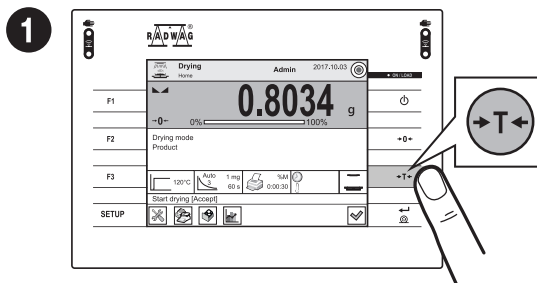 1
RADWAG®
Drying
Home
Admin
2017-10-03
ON / LOAD
0.8034 g
→0←
0%
100%
Drying mode
Product
120°C
Auto
3
1 mg
60 s
%M
0:00:30
Start drying [Accept]
F1
F2
F3
SETUP
→0←
→T←
→T←